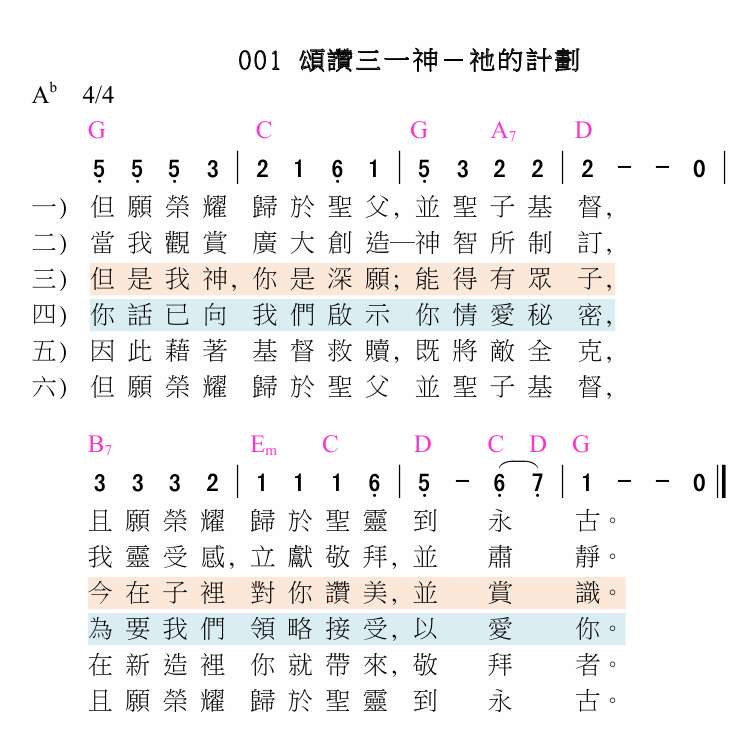 001 頌讚三一神－祂的計劃
Ab 4/4
G C G A7 D
5̣ 5̣ 5̣ 3 | 2 1 6̣ 1 | 5̣ 3 2 2 | 2 － － 0 |
一) 但願榮耀 歸於聖父, 並聖子基 督,
二) 當我觀賞 廣大創造—神智所制 訂,
三) 但是我神, 你是深願; 能得有眾 子,
四) 你話已向 我們啟示 你情愛秘 密,
五) 因此藉著 基督救贖, 既將敵全 克,
六) 但願榮耀 歸於聖父 並聖子基 督,
B7 Em C D C D G
3 3 3 2 | 1 1 1 6̣ | 5̣ － 6̣ 7̣ | 1 － － 0 ‖
且願榮耀 歸於聖靈 到 永 古。
我靈受感, 立獻敬拜, 並 肅 靜。
今在子裡 對你讚美, 並 賞 識。
為要我們 領略接受, 以 愛 你。
在新造裡 你就帶來, 敬 拜 者。
且願榮耀 歸於聖靈 到 永 古。